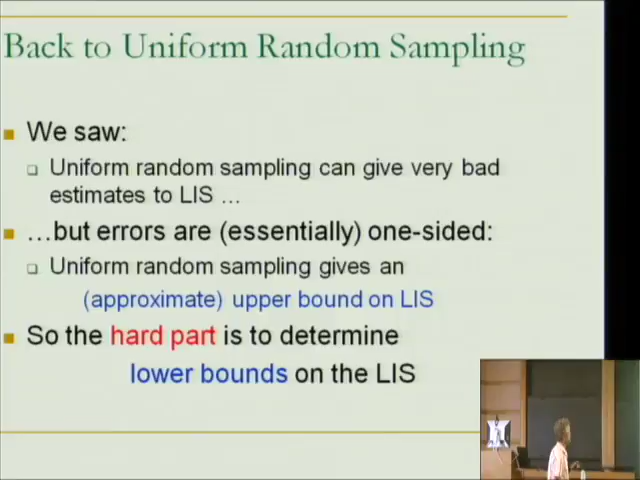 Back to Uniform Random Sampling
We saw:
Uniform random sampling can give very bad
estimates to LIS ...
...but errors are (essentially) one-sided:
Uniform random sampling gives an
(approximate) upper bound on LIS
So the hard part is to determine
lower bounds on the LIS